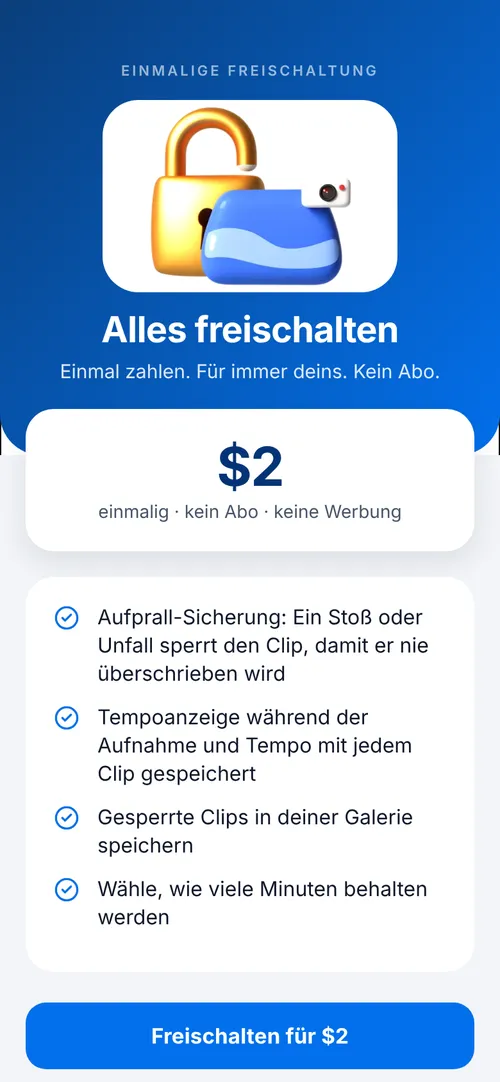 EINMALIGE FREISCHALTUNG
Alles freischalten
Einmal zahlen. Für immer deins. Kein Abo.
$2
einmalig · kein Abo · keine Werbung
Aufprall-Sicherung: Ein Stoß oder
Unfall sperrt den Clip, damit er nie
überschrieben wird
Tempoanzeige während der
Aufnahme und Tempo mit jedem
Clip gespeichert
Gesperrte Clips in deiner Galerie
speichern
Wähle, wie viele Minuten behalten
werden
Freischalten für $2